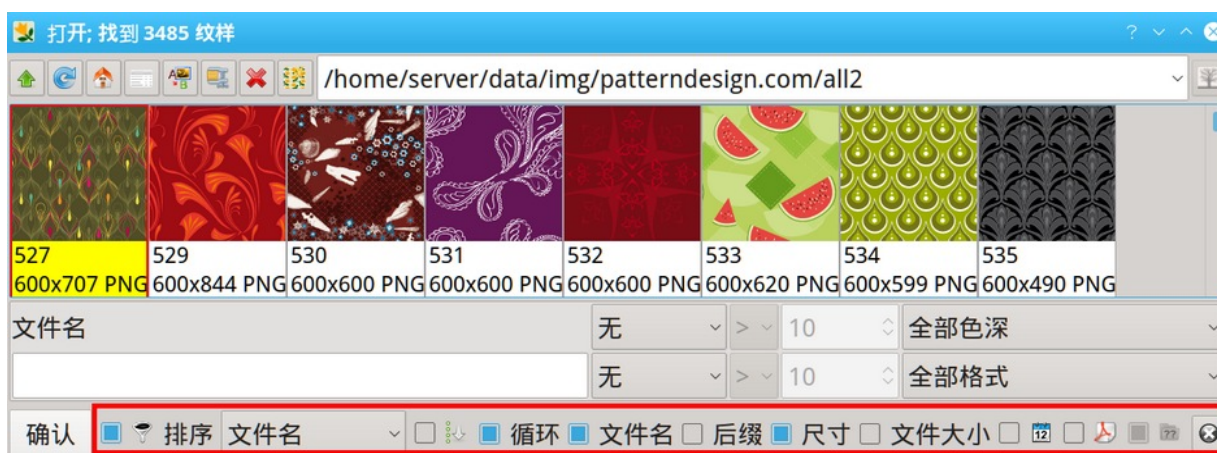 打开; 找到 3485 纹样
/home/server/data/img/patterndesign.com/all2
527 529 530 531 532 533 534 535
600x707 PNG 600x844 PNG 600x600 PNG 600x600 PNG 600x600 PNG 600x620 PNG 600x599 PNG 600x490 PNG
文件名 无 > 10 全部色深
无 > 10 全部格式
确认 排序 文件名 循环 文件名 后缀 尺寸 文件大小 12 ??